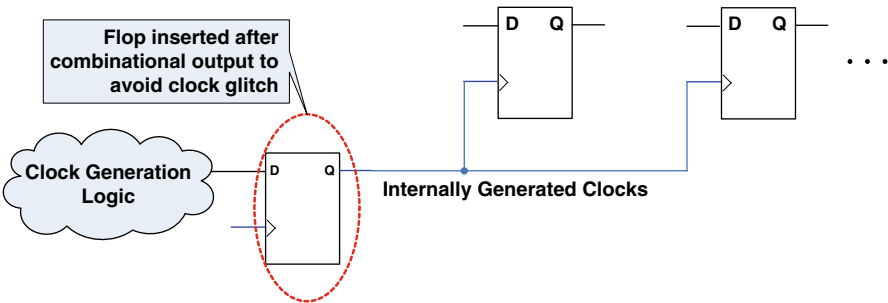 Flop inserted after
combinational output to
avoid clock glitch
D Q
D Q
. . .
Clock Generation
Logic
D Q
Internally Generated Clocks